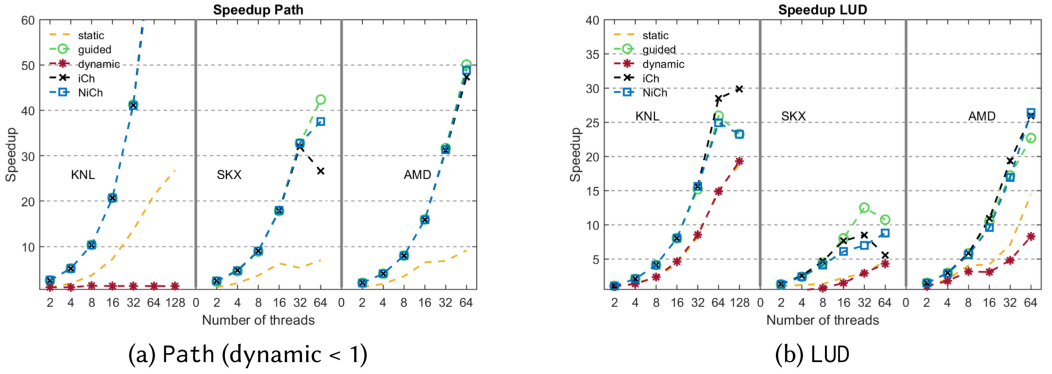 Speedup Path
60
50
40
30
20
10
Speedup
static
guided
dynamic
iCh
NiCh
KNL
SKX
AMD
2 4 8 16 32 64 128 0 2 4 8 16 32 64 0 2 4 8 16 32 64
Number of threads
(a) Path (dynamic < 1)
Speedup LUD
40
35
30
25
20
15
10
5
Speedup
static
guided
dynamic
iCh
NiCh
KNL
SKX
AMD
2 4 8 16 32 64 128 0 2 4 8 16 32 64 0 2 4 8 16 32 64
Number of threads
(b) LUD